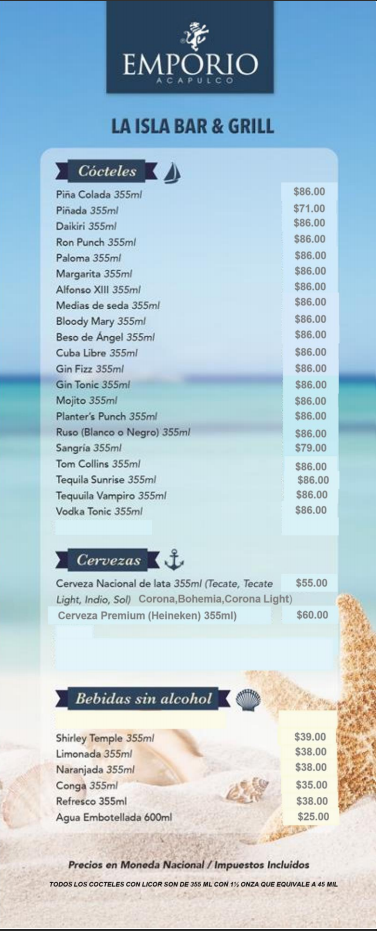 EMPORIO
ACAPULCO
LA ISLA BAR & GRILL
Cócteles
Piña Colada 355ml $86.00
Piñada 355ml $71.00
Daikiri 355ml $86.00
Ron Punch 355ml $86.00
Paloma 355ml $86.00
Margarita 355ml $86.00
Alfonso XIII 355ml $86.00
Medias de seda 355ml $86.00
Bloody Mary 355ml $86.00
Beso de Ángel 355ml $86.00
Cuba Libre 355ml $86.00
Gin Fizz 355ml $86.00
Gin Tonic 355ml $86.00
Mojito 355ml $86.00
Planter's Punch 355ml $86.00
Ruso (Blanco o Negro) 355ml $86.00
Sangría 355ml $79.00
Tom Collins 355ml $86.00
Tequila Sunrise 355ml $86.00
Tequuila Vampiro 355ml $86.00
Vodka Tonic 355ml $86.00
Cervezas
Cerveza Nacional de lata 355ml (Tecate, Tecate $55.00
Light, Indio, Sol) Corona,Bohemia,Corona Light)
Cerveza Premium (Heineken) 355ml) $60.00
Bebidas sin alcohol
Shirley Temple 355ml $39.00
Limonada 355ml $38.00
Naranjada 355ml $38.00
Conga 355ml $35.00
Refresco 355ml $38.00
Agua Embotellada 600ml $25.00
Precios en Moneda Nacional / Impuestos Incluidos
TODOS LOS COCTELES CON LICOR SON DE 355 ML CON 1½ ONZA QUE EQUIVALE A 45 MIL